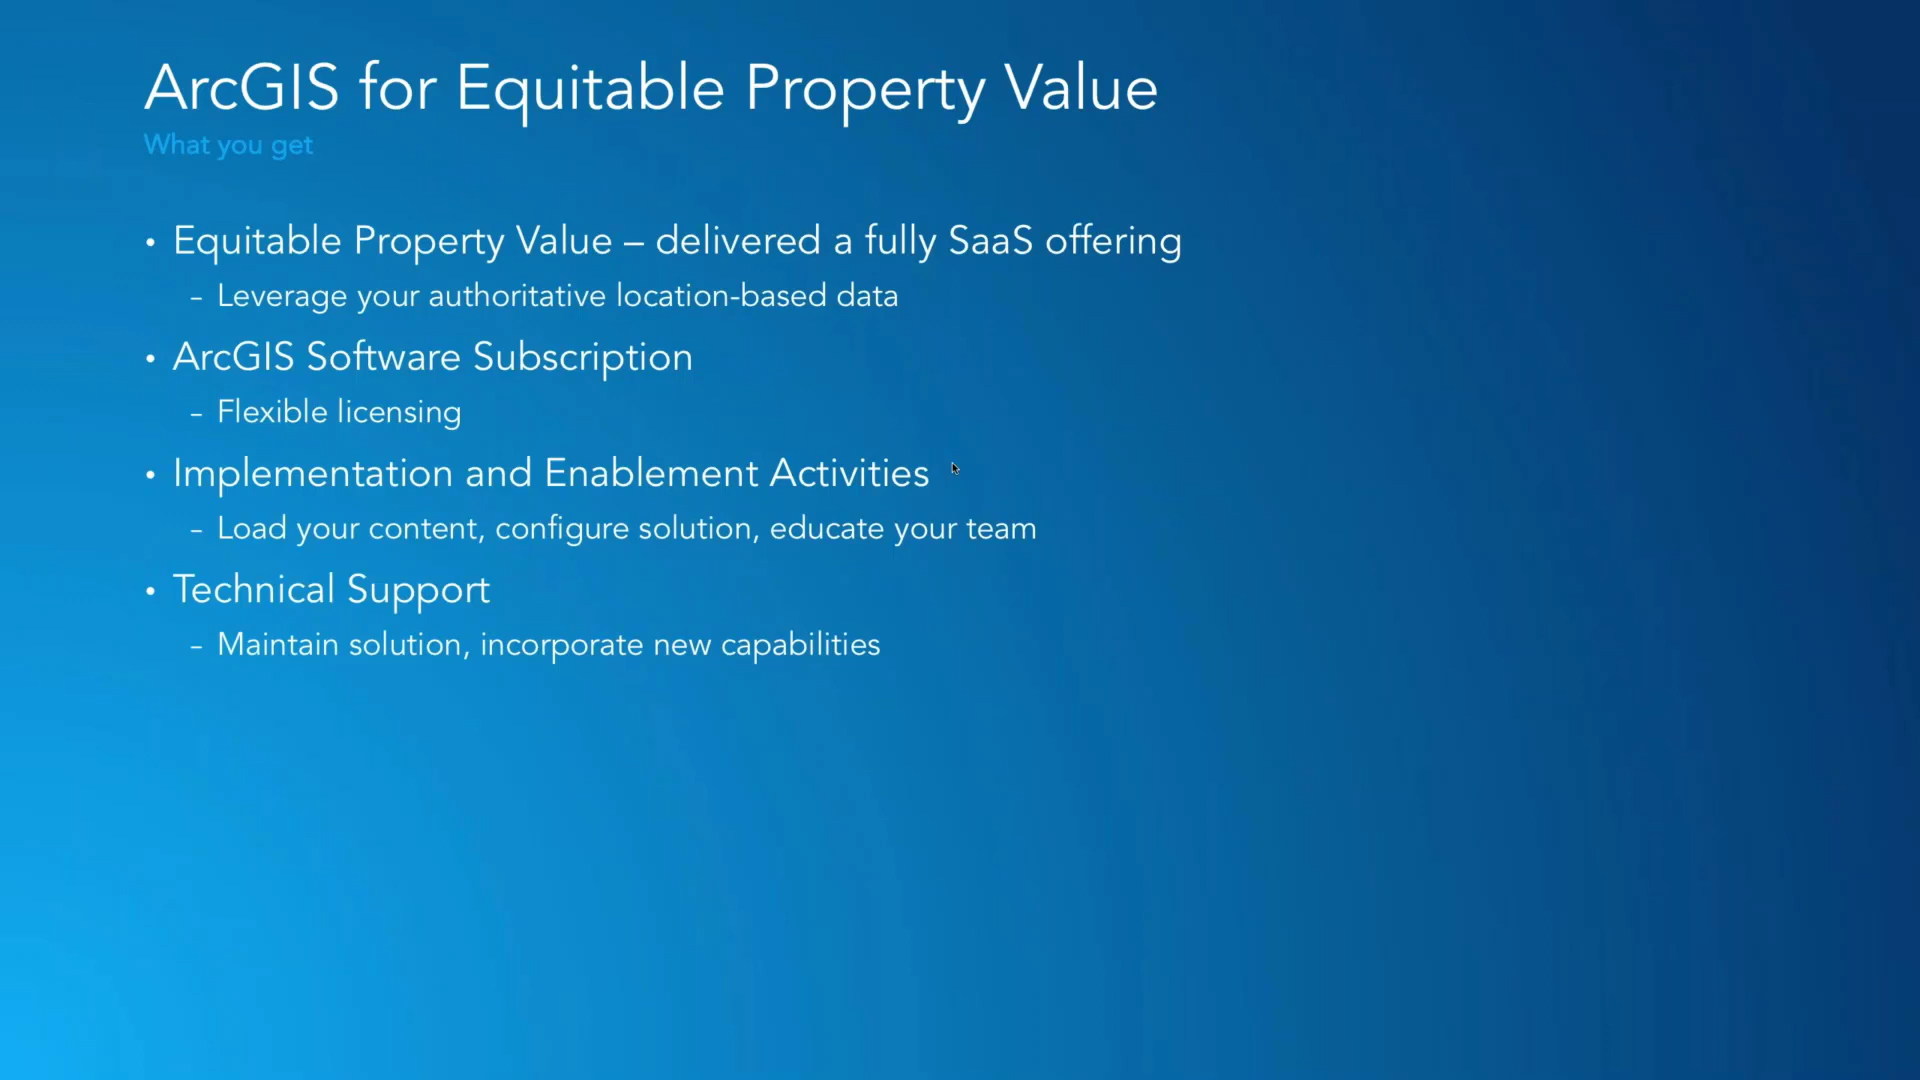 ArcGIS for Equitable Property Value
What you get
• Equitable Property Value – delivered a fully SaaS offering
– Leverage your authoritative location-based data
• ArcGIS Software Subscription
– Flexible licensing
• Implementation and Enablement Activities
– Load your content, configure solution, educate your team
• Technical Support
– Maintain solution, incorporate new capabilities